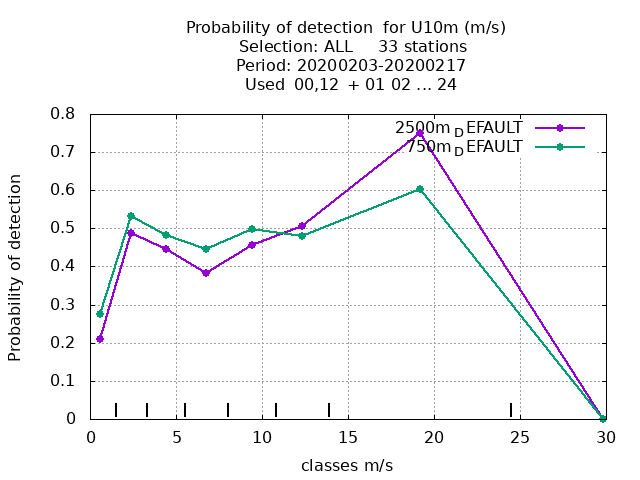 Probability of detection for U10m (m/s)
Selection: ALL 33 stations
Period: 20200203-20200217
Used 00,12 + 01 02 ... 24
2500m_DEFAULT
750m_DEFAULT
Probability of detection
0.8
0.7
0.6
0.5
0.4
0.3
0.2
0.1
0
0 5 10 15 20 25 30
classes m/s